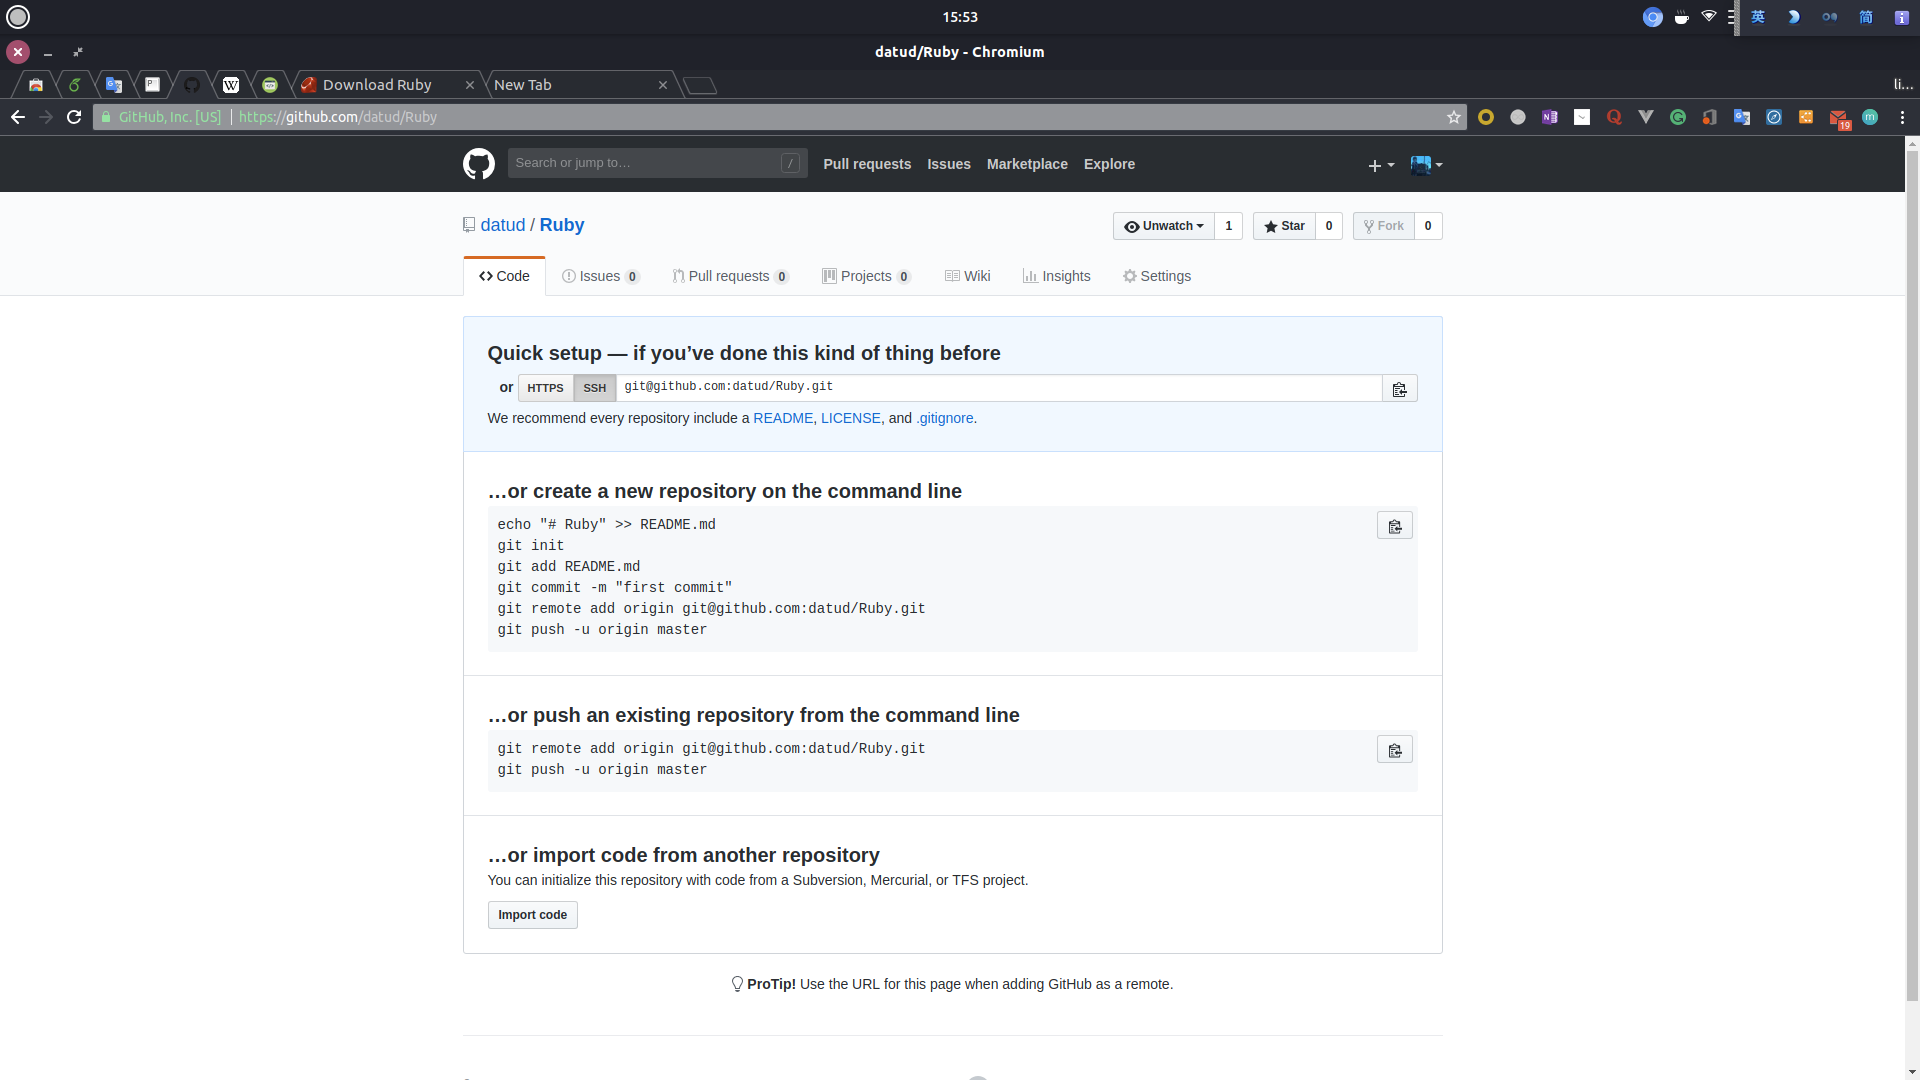 15:53
英
简
datud/Ruby - Chromium
Download Ruby
New Tab
li...
GitHub, Inc. [US] https://github.com/datud/Ruby
19
Search or jump to…
/
Pull requests
Issues
Marketplace
Explore
datud / Ruby
Unwatch 1
Star 0
Fork 0
Code
Issues 0
Pull requests 0
Projects 0
Wiki
Insights
Settings
Quick setup — if you’ve done this kind of thing before
or HTTPS SSH git@github.com:datud/Ruby.git
We recommend every repository include a README, LICENSE, and .gitignore.
…or create a new repository on the command line
echo "# Ruby" >> README.md
git init
git add README.md
git commit -m "first commit"
git remote add origin git@github.com:datud/Ruby.git
git push -u origin master
…or push an existing repository from the command line
git remote add origin git@github.com:datud/Ruby.git
git push -u origin master
…or import code from another repository
You can initialize this repository with code from a Subversion, Mercurial, or TFS project.
Import code
ProTip! Use the URL for this page when adding GitHub as a remote.